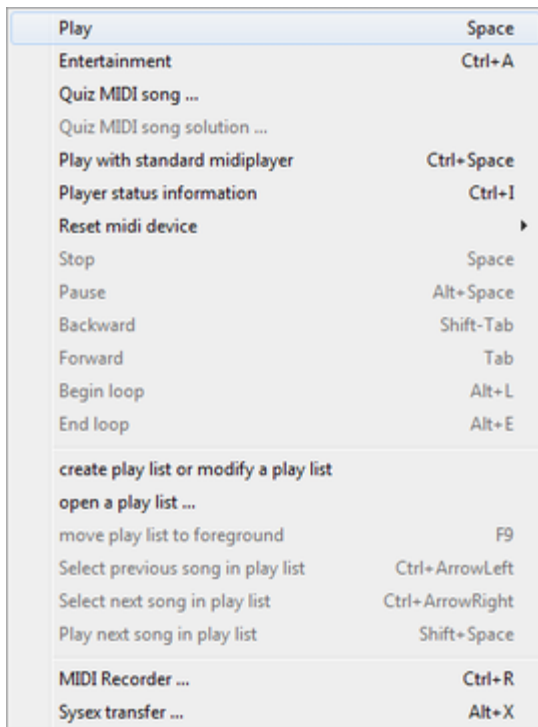 Play Space
Entertainment Ctrl+A
Quiz MIDI song ...
Quiz MIDI song solution ...
Play with standard midiplayer Ctrl+Space
Player status information Ctrl+I
Reset midi device
Stop Space
Pause Alt+Space
Backward Shift-Tab
Forward Tab
Begin loop Alt+L
End loop Alt+E
create play list or modify a play list
open a play list ...
move play list to foreground F9
Select previous song in play list Ctrl+ArrowLeft
Select next song in play list Ctrl+ArrowRight
Play next song in play list Shift+Space
MIDI Recorder ... Ctrl+R
Sysex transfer ... Alt+X